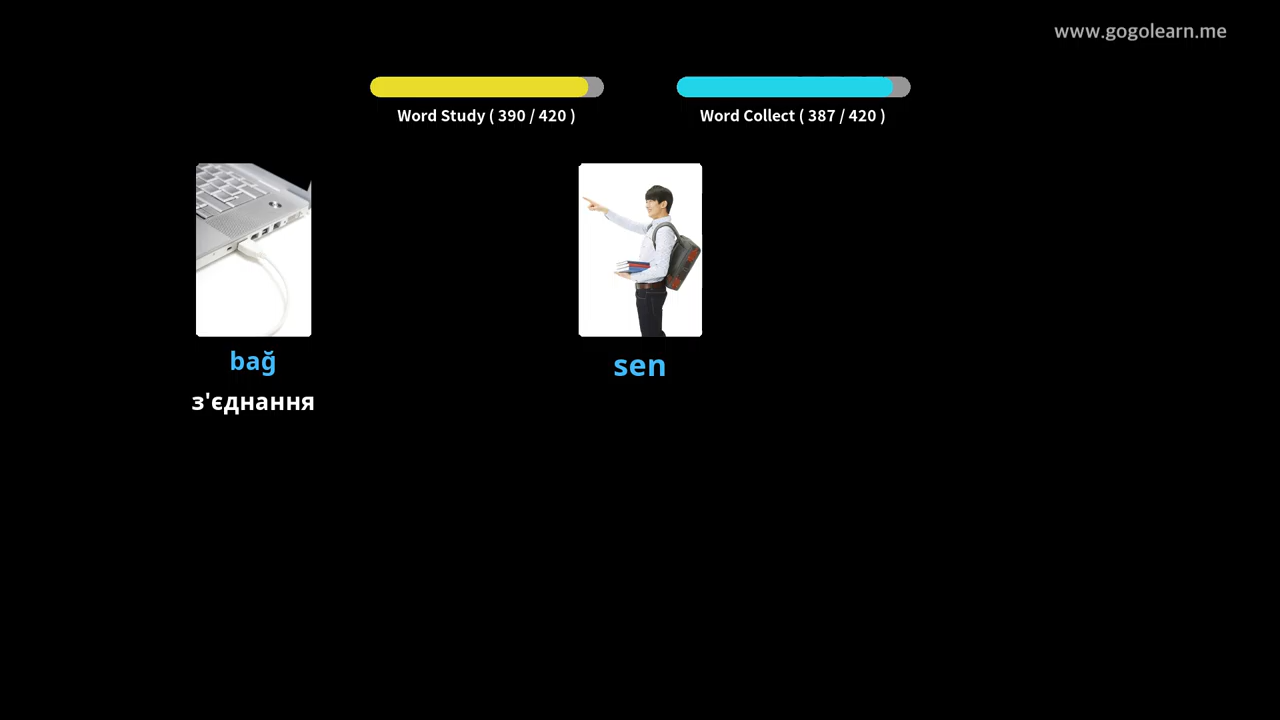 www.gogolearn.me
Word Study ( 390 / 420 )
Word Collect ( 387 / 420 )
bağ
з'єднання
sen